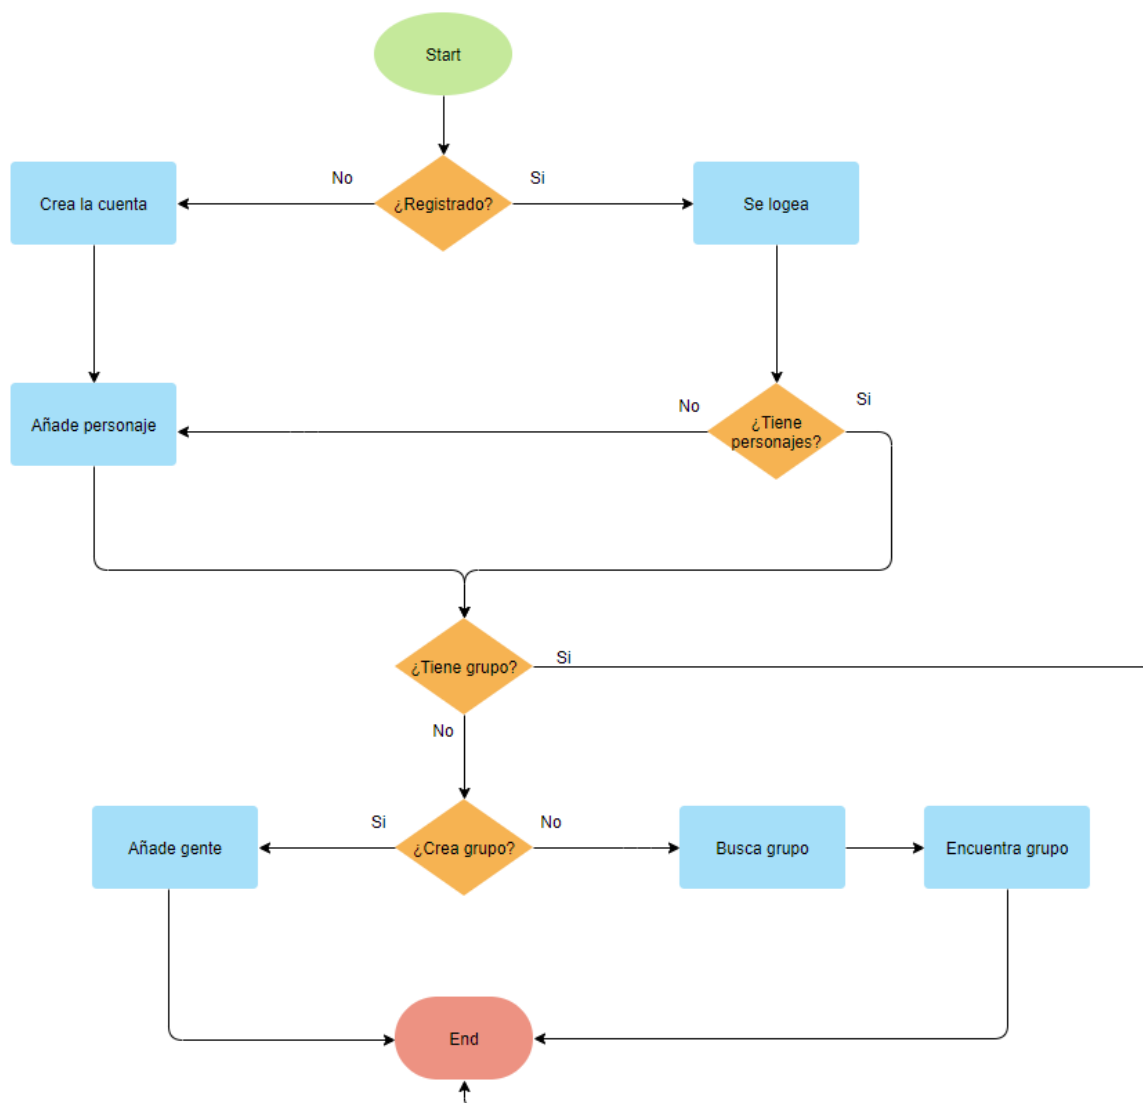 Start
No
Si
Crea la cuenta
¿Registrado?
Se logea
Añade personaje
No
Si
¿Tiene
personajes?
¿Tiene grupo?
Si
No
Si
No
Añade gente
¿Crea grupo?
Busca grupo
Encuentra grupo
End